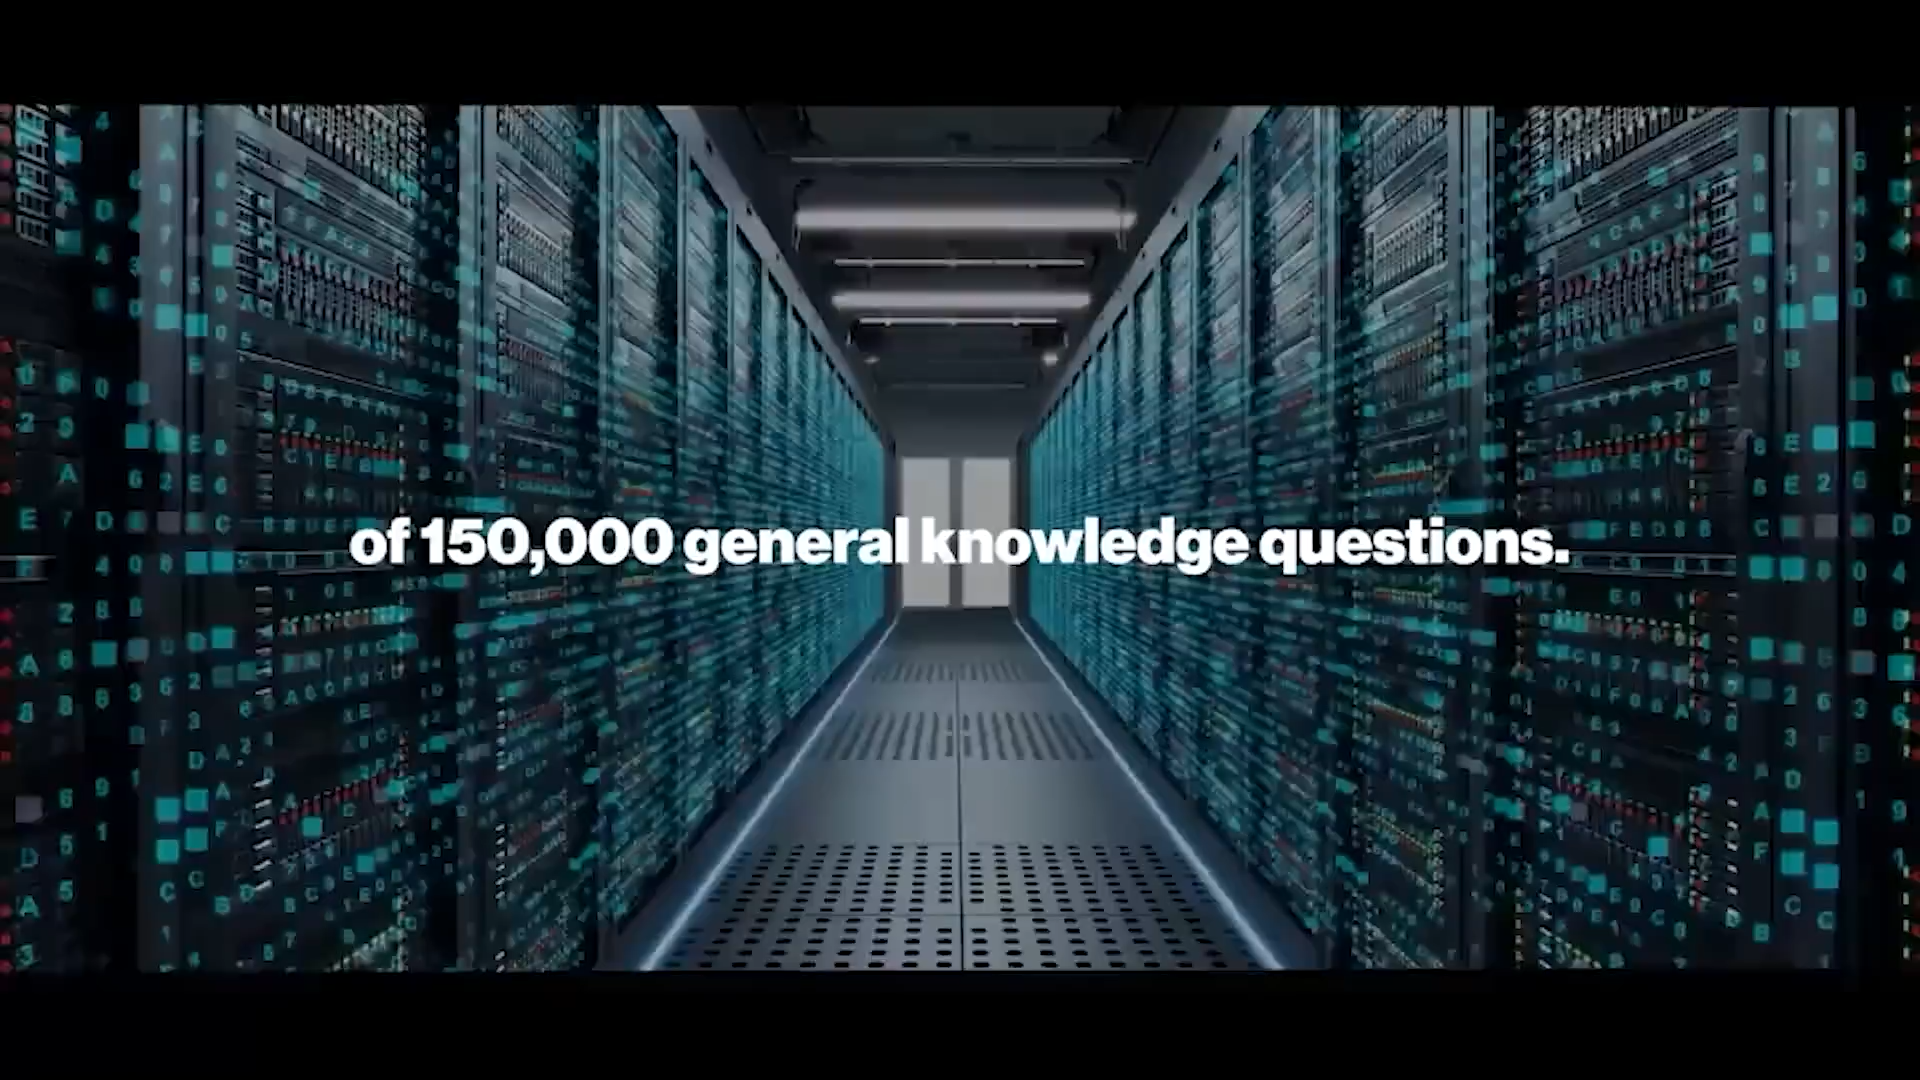 of 150,000 general knowledge questions.